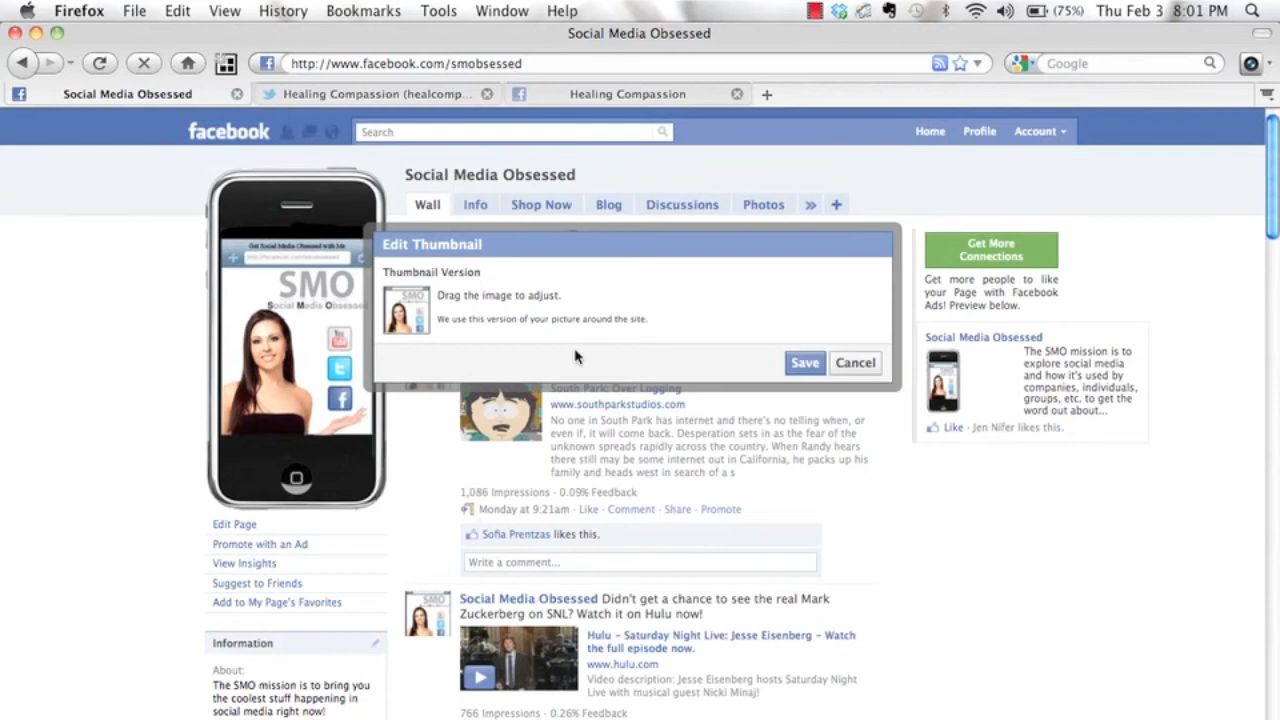 Firefox File Edit View History Bookmarks Tools Window Help (75%) Thu Feb 3 8:01 PM
Social Media Obsessed
http://www.facebook.com/smobsessed
Google
Social Media Obsessed
Healing Compassion (healcomp...
Healing Compassion
facebook
Search
Home Profile Account
Social Media Obsessed
Wall Info Shop Now Blog Discussions Photos » +
Get Social Media Obsessed with Me
SMO
Social Media Obsessed
You
Tube
Edit Thumbnail
Thumbnail Version
SMO
Drag the image to adjust.
We use this version of your picture around the site.
Save Cancel
Get More
Connections
Get more people to like
your Page with Facebook
Ads! Preview below.
Social Media Obsessed
The SMO mission is to
explore social media
and how it's used by
companies, individuals,
groups, etc. to get the
word out about...
Like · Jen Nifer likes this.
South Park: Over Logging
www.southparkstudios.com
No one in South Park has internet and there's no telling when, or
even if, it will come back. Desperation sets in as the fear of the
unknown spreads rapidly across the country. When Randy hears
there still may be some internet out in California, he packs up his
family and heads west in search of a s
1,086 Impressions · 0.09% Feedback
Monday at 9:21am · Like · Comment · Share · Promote
Sofia Prentzas likes this.
Write a comment...
Edit Page
Promote with an Ad
View Insights
Suggest to Friends
Add to My Page's Favorites
Information
About:
The SMO mission is to bring you
the coolest stuff happening in
social media right now!
SMO
Social Media Obsessed Didn't get a chance to see the real Mark
Zuckerberg on SNL? Watch it on Hulu now!
Hulu – Saturday Night Live: Jesse Eisenberg – Watch
the full episode now.
www.hulu.com
Video description: Jesse Eisenberg hosts Saturday Night
Live with musical guest Nicki Minaj!
766 Impressions · 0.26% Feedback